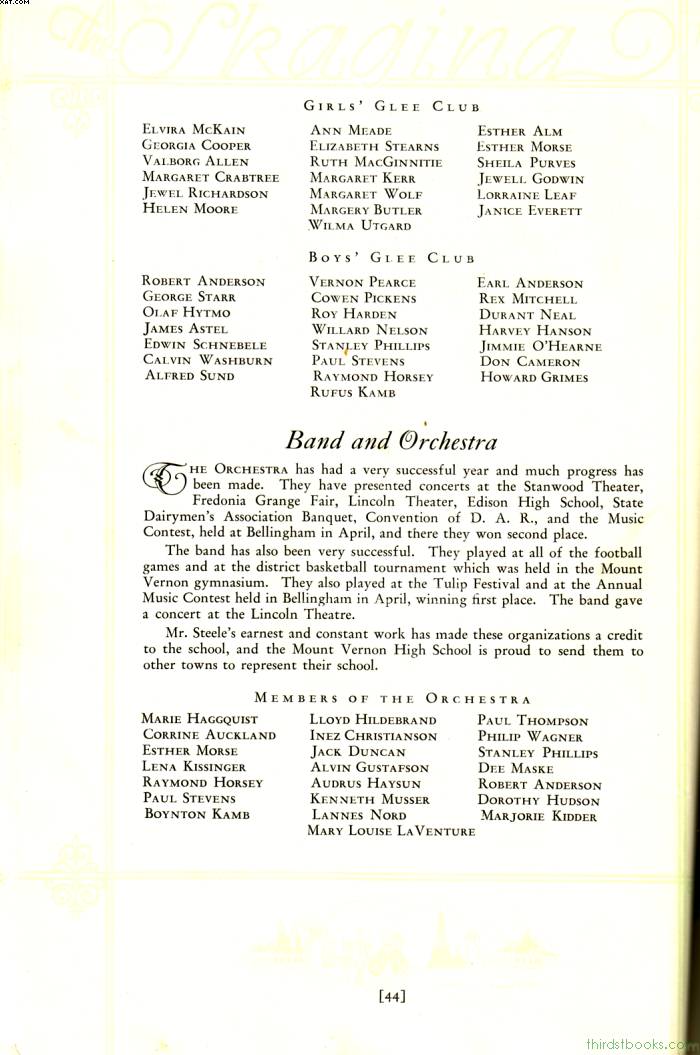 XAT.COM
The Skagina
GIRLS' GLEE CLUB
ELVIRA MCKAIN ANN MEADE ESTHER ALM
GEORGIA COOPER ELIZABETH STEARNS ESTHER MORSE
VALBORG ALLEN RUTH MACGINNITIE SHEILA PURVES
MARGARET CRABTREE MARGARET KERR JEWELL GODWIN
JEWEL RICHARDSON MARGARET WOLF LORRAINE LEAF
HELEN MOORE MARGERY BUTLER JANICE EVERETT
WILMA UTGARD
BOYS' GLEE CLUB
ROBERT ANDERSON VERNON PEARCE EARL ANDERSON
GEORGE STARR COWEN PICKENS REX MITCHELL
OLAF HYTMO ROY HARDEN DURANT NEAL
JAMES ASTEL WILLARD NELSON HARVEY HANSON
EDWIN SCHNEBELE STANLEY PHILLIPS JIMMIE O'HEARNE
CALVIN WASHBURN PAUL STEVENS DON CAMERON
ALFRED SUND RAYMOND HORSEY HOWARD GRIMES
RUFUS KAMB
Band and Orchestra
THE ORCHESTRA has had a very successful year and much progress has
been made. They have presented concerts at the Stanwood Theater,
Fredonia Grange Fair, Lincoln Theater, Edison High School, State
Dairymen's Association Banquet, Convention of D. A. R., and the Music
Contest, held at Bellingham in April, and there they won second place.
The band has also been very successful. They played at all of the football
games and at the district basketball tournament which was held in the Mount
Vernon gymnasium. They also played at the Tulip Festival and at the Annual
Music Contest held in Bellingham in April, winning first place. The band gave
a concert at the Lincoln Theatre.
Mr. Steele's earnest and constant work has made these organizations a credit
to the school, and the Mount Vernon High School is proud to send them to
other towns to represent their school.
MEMBERS OF THE ORCHESTRA
MARIE HAGGQUIST LLOYD HILDEBRAND PAUL THOMPSON
CORRINE AUCKLAND INEZ CHRISTIANSON PHILIP WAGNER
ESTHER MORSE JACK DUNCAN STANLEY PHILLIPS
LENA KISSINGER ALVIN GUSTAFSON DEE MASKE
RAYMOND HORSEY AUDRUS HAYSUN ROBERT ANDERSON
PAUL STEVENS KENNETH MUSSER DOROTHY HUDSON
BOYNTON KAMB LANNES NORD MARJORIE KIDDER
MARY LOUISE LAVENTURE
[44]
thirdstbooks.com